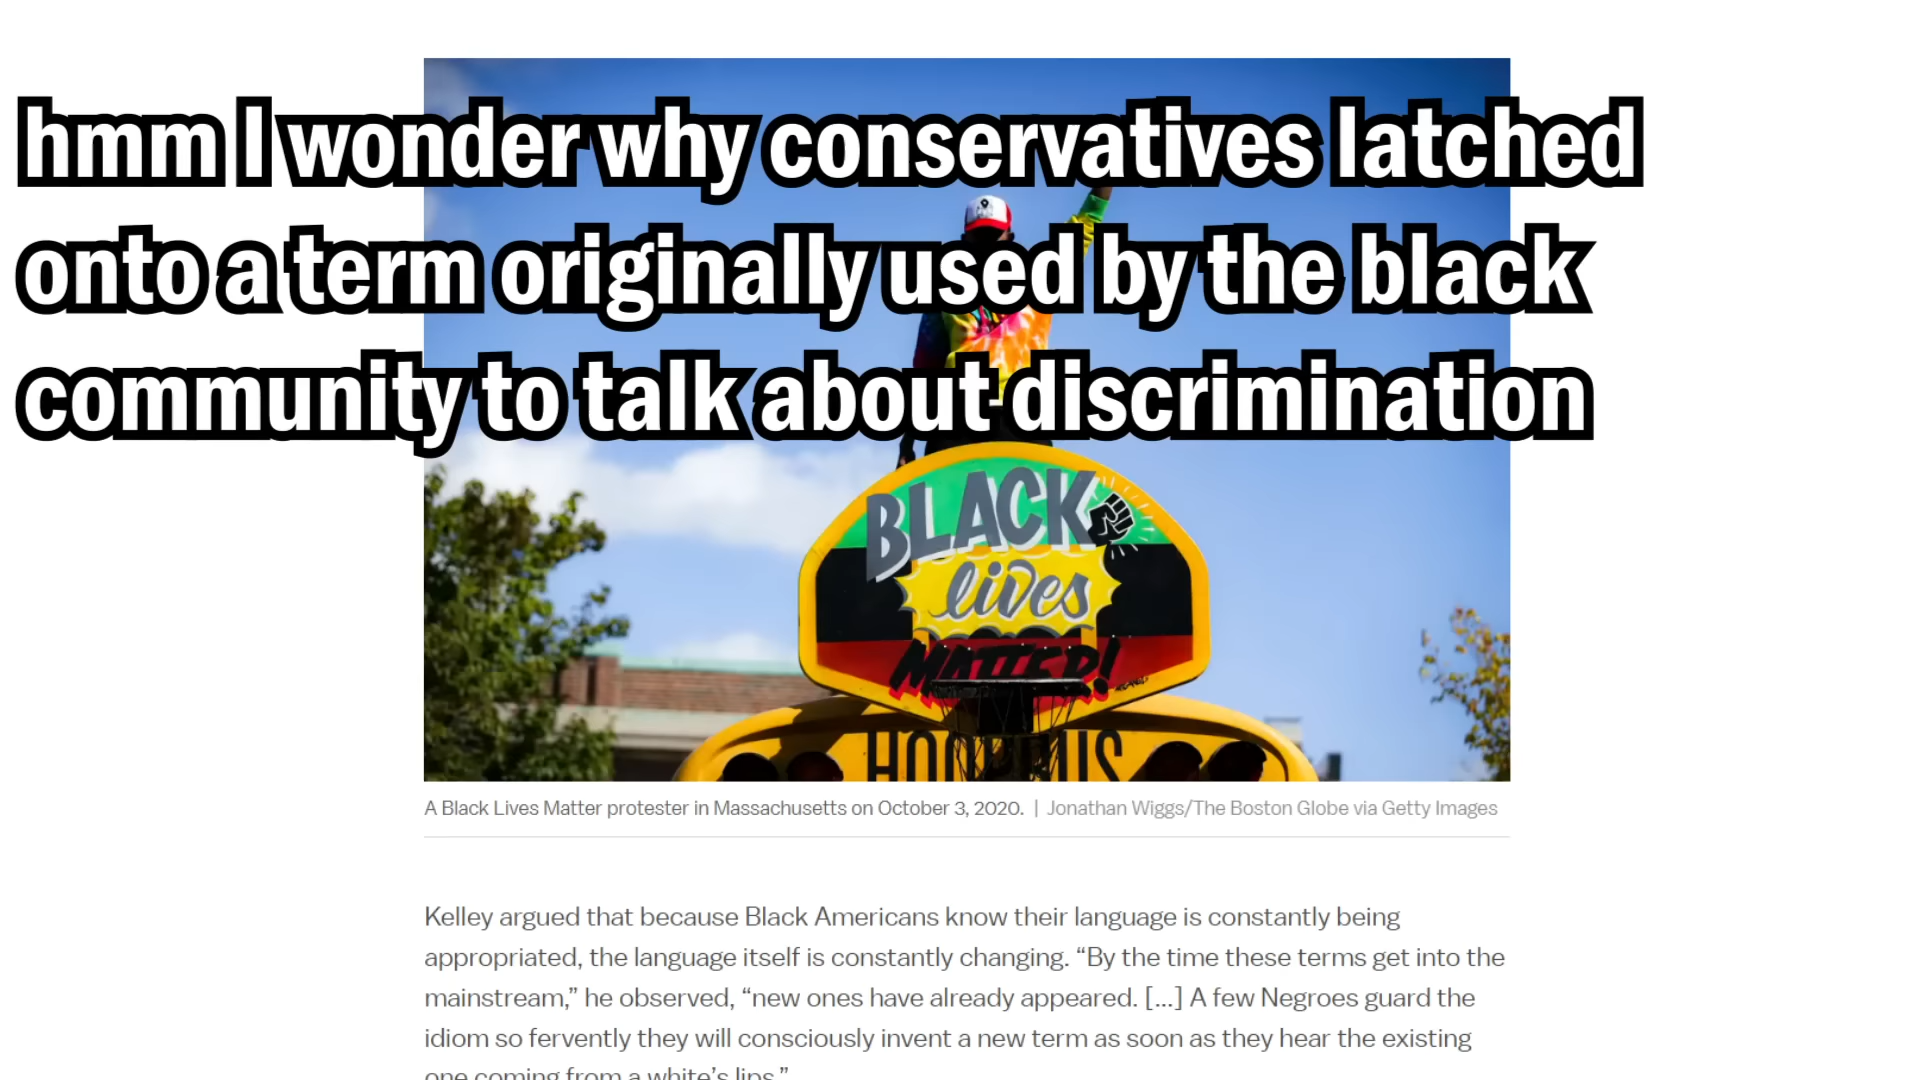 hmm I wonder why conservatives latched
onto a term originally used by the black
community to talk about discrimination
BLACK
lives
MATTER!
A Black Lives Matter protester in Massachusetts on October 3, 2020. | Jonathan Wiggs/The Boston Globe via Getty Images
Kelley argued that because Black Americans know their language is constantly being
appropriated, the language itself is constantly changing. “By the time these terms get into the
mainstream,” he observed, “new ones have already appeared. [...] A few Negroes guard the
idiom so fervently they will consciously invent a new term as soon as they hear the existing
one coming from a white’s lips.”